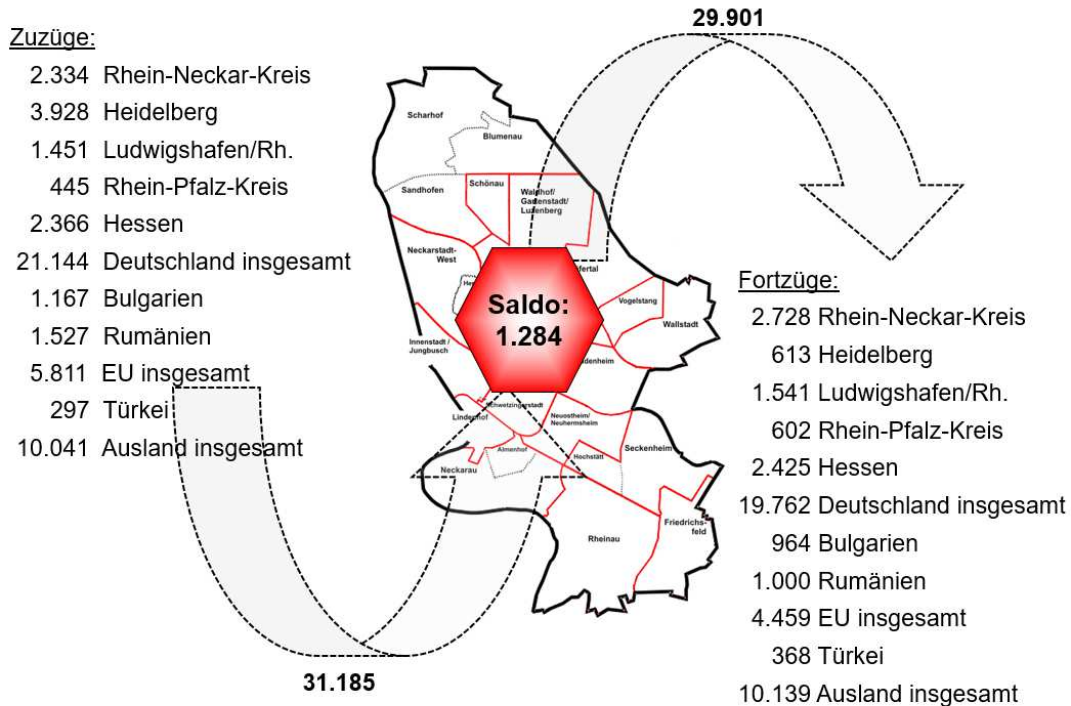 29.901
Zuzüge:
2.334 Rhein-Neckar-Kreis
3.928 Heidelberg
1.451 Ludwigshafen/Rh.
445 Rhein-Pfalz-Kreis
2.366 Hessen
21.144 Deutschland insgesamt
1.167 Bulgarien
1.527 Rumänien
5.811 EU insgesamt
297 Türkei
10.041 Ausland insgesamt
31.185
Scharhof
Blumenau
Sandhofen
Schönau
Waldhof/
Gartenstadt/
Luzenberg
Neckarstadt-
West
Vogelstang
Wallstadt
Saldo:
1.284
Innenstadt /
Jungbusch
Schwetzingerstadt
Lindenhof
Neuostheim/
Neuhermsheim
Almenhof
Hochstätt
Seckenheim
Neckarau
Rheinau
Friedrichs-
feld
Fortzüge:
2.728 Rhein-Neckar-Kreis
613 Heidelberg
1.541 Ludwigshafen/Rh.
602 Rhein-Pfalz-Kreis
2.425 Hessen
19.762 Deutschland insgesamt
964 Bulgarien
1.000 Rumänien
4.459 EU insgesamt
368 Türkei
10.139 Ausland insgesamt